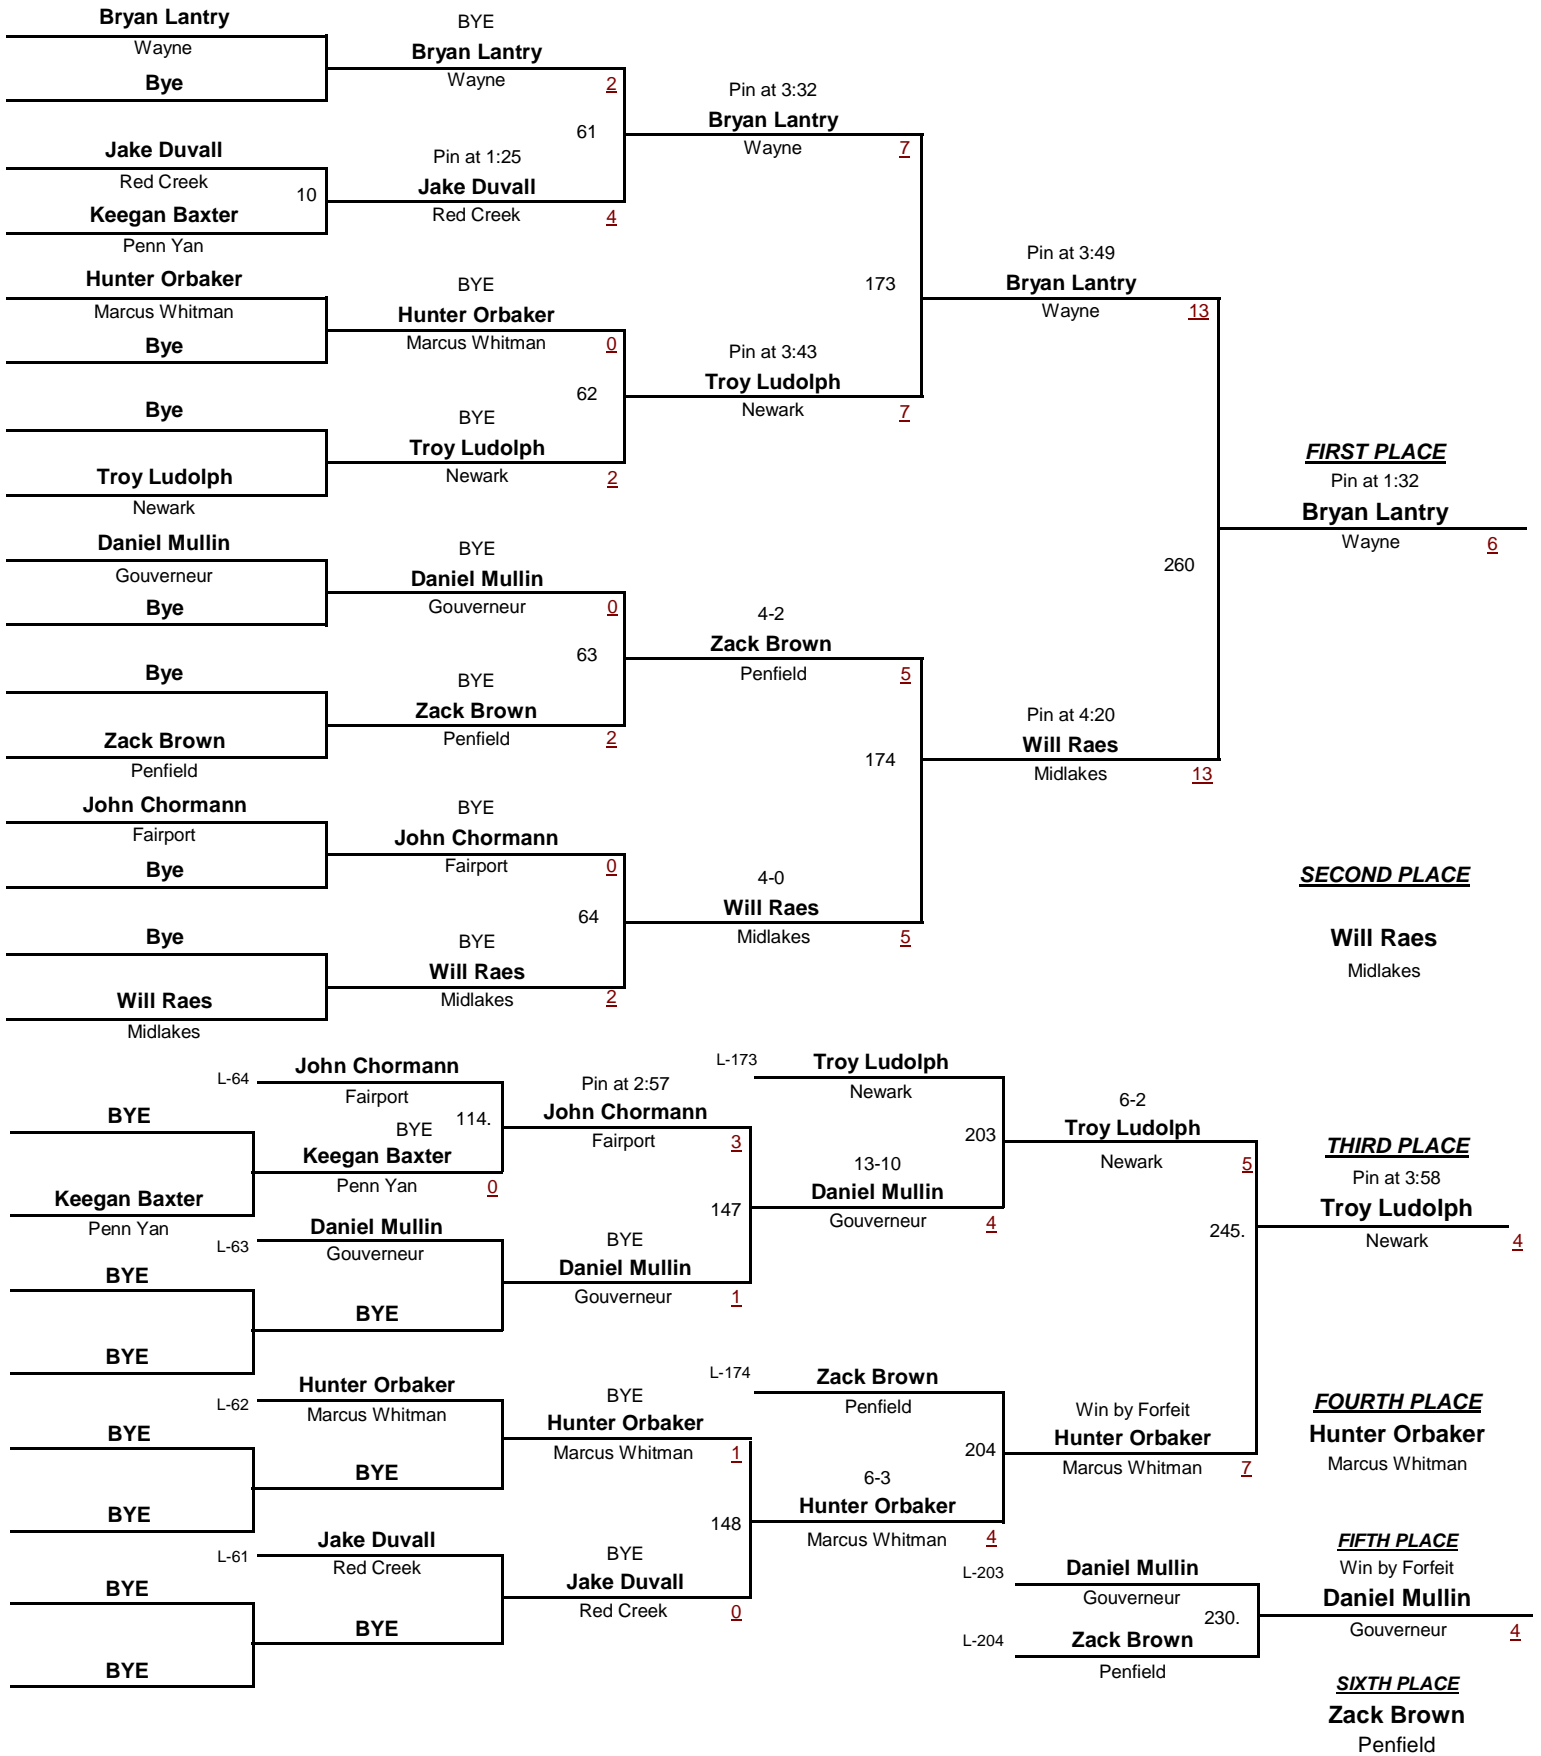 Bryan Lantry
Wayne
Bye
Jake Duvall
Red Creek
10
Keegan Baxter
Penn Yan
Hunter Orbaker
Marcus Whitman
Bye
Bye
Troy Ludolph
Newark
Daniel Mullin
Gouverneur
Bye
Bye
Zack Brown
Penfield
John Chormann
Fairport
Bye
Bye
Will Raes
Midlakes
BYE
Bryan Lantry
Wayne
2
61
Pin at 1:25
Jake Duvall
Red Creek
4
BYE
Hunter Orbaker
Marcus Whitman
0
62
BYE
Troy Ludolph
Newark
2
BYE
Daniel Mullin
Gouverneur
0
63
BYE
Zack Brown
Penfield
2
BYE
John Chormann
Fairport
0
64
BYE
Will Raes
Midlakes
2
Pin at 3:32
Bryan Lantry
Wayne
7
173
Pin at 3:43
Troy Ludolph
Newark
7
4-2
Zack Brown
Penfield
5
174
4-0
Will Raes
Midlakes
5
Pin at 3:49
Bryan Lantry
Wayne
13
260
Pin at 4:20
Will Raes
Midlakes
13
FIRST PLACE
Pin at 1:32
Bryan Lantry
Wayne
6
SECOND PLACE
Will Raes
Midlakes
BYE
Keegan Baxter
Penn Yan
BYE
BYE
BYE
BYE
BYE
BYE
L-64
John Chormann
Fairport
114.
BYE
Keegan Baxter
Penn Yan
0
L-63
Daniel Mullin
Gouverneur
BYE
L-62
Hunter Orbaker
Marcus Whitman
BYE
L-61
Jake Duvall
Red Creek
BYE
Pin at 2:57
John Chormann
Fairport
3
147
BYE
Daniel Mullin
Gouverneur
1
BYE
Hunter Orbaker
Marcus Whitman
1
148
BYE
Jake Duvall
Red Creek
0
L-173
Troy Ludolph
Newark
203
13-10
Daniel Mullin
Gouverneur
4
L-174
Zack Brown
Penfield
204
6-3
Hunter Orbaker
Marcus Whitman
4
6-2
Troy Ludolph
Newark
5
245.
Win by Forfeit
Hunter Orbaker
Marcus Whitman
7
L-203
Daniel Mullin
Gouverneur
230.
L-204
Zack Brown
Penfield
THIRD PLACE
Pin at 3:58
Troy Ludolph
Newark
4
FOURTH PLACE
Hunter Orbaker
Marcus Whitman
FIFTH PLACE
Win by Forfeit
Daniel Mullin
Gouverneur
4
SIXTH PLACE
Zack Brown
Penfield